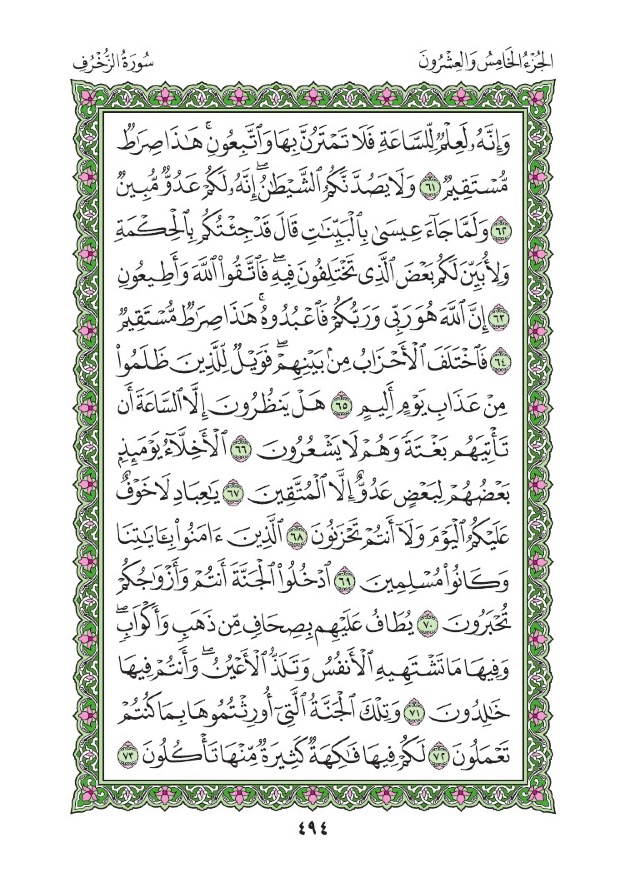 الجُزْءُ الخَامِسُ وَالعِشْرُونَ
سُورَةُ الزُّخْرُفِ
وَإِنَّهُۥ لَعِلْمٌ لِّلسَّاعَةِ فَلَا تَمْتَرُنَّ بِهَا وَٱتَّبِعُونِ ۚ هَـٰذَا صِرَٰطٌ
مُّسْتَقِيمٌ ٦١ وَلَا يَصُدَّنَّكُمُ ٱلشَّيْطَـٰنُ ۖ إِنَّهُۥ لَكُمْ عَدُوٌّ مُّبِينٌ
٦٢ وَلَمَّا جَآءَ عِيسَىٰ بِٱلْبَيِّنَـٰتِ قَالَ قَدْ جِئْتُكُم بِٱلْحِكْمَةِ
وَلِأُبَيِّنَ لَكُم بَعْضَ ٱلَّذِى تَخْتَلِفُونَ فِيهِ ۖ فَٱتَّقُوا۟ ٱللَّهَ وَأَطِيعُونِ
٦٣ إِنَّ ٱللَّهَ هُوَ رَبِّى وَرَبُّكُمْ فَٱعْبُدُوهُ ۚ هَـٰذَا صِرَٰطٌ مُّسْتَقِيمٌ
٦٤ فَٱخْتَلَفَ ٱلْأَحْزَابُ مِنۢ بَيْنِهِمْ ۖ فَوَيْلٌ لِّلَّذِينَ ظَلَمُوا۟
مِنْ عَذَابِ يَوْمٍ أَلِيمٍ ٦٥ هَلْ يَنظُرُونَ إِلَّا ٱلسَّاعَةَ أَن
تَأْتِيَهُم بَغْتَةً وَهُمْ لَا يَشْعُرُونَ ٦٦ ٱلْأَخِلَّآءُ يَوْمَئِذٍۭ
بَعْضُهُمْ لِبَعْضٍ عَدُوٌّ إِلَّا ٱلْمُتَّقِينَ ٦٧ يَـٰعِبَادِ لَا خَوْفٌ
عَلَيْكُمُ ٱلْيَوْمَ وَلَآ أَنتُمْ تَحْزَنُونَ ٦٨ ٱلَّذِينَ ءَامَنُوا۟ بِـَٔايَـٰتِنَا
وَكَانُوا۟ مُسْلِمِينَ ٦٩ ٱدْخُلُوا۟ ٱلْجَنَّةَ أَنتُمْ وَأَزْوَٰجُكُمْ
تُحْبَرُونَ ٧٠ يُطَافُ عَلَيْهِم بِصِحَافٍ مِّن ذَهَبٍ وَأَكْوَابٍ ۖ
وَفِيهَا مَا تَشْتَهِيهِ ٱلْأَنفُسُ وَتَلَذُّ ٱلْأَعْيُنُ ۖ وَأَنتُمْ فِيهَا
خَـٰلِدُونَ ٧١ وَتِلْكَ ٱلْجَنَّةُ ٱلَّتِىٓ أُورِثْتُمُوهَا بِمَا كُنتُمْ
تَعْمَلُونَ ٧٢ لَكُمْ فِيهَا فَـٰكِهَةٌ كَثِيرَةٌ مِّنْهَا تَأْكُلُونَ ٧٣
٤٩٤